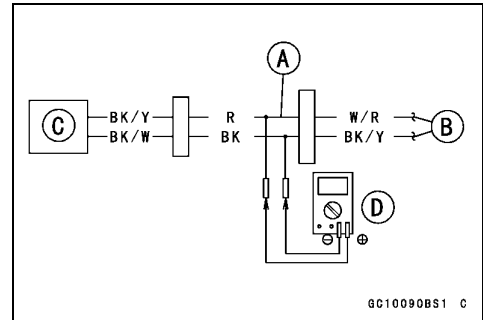 A
BK/Y R W/R
C B
BK/W BK BK/Y
D
⊖ ⊕
GC10090BS1 C